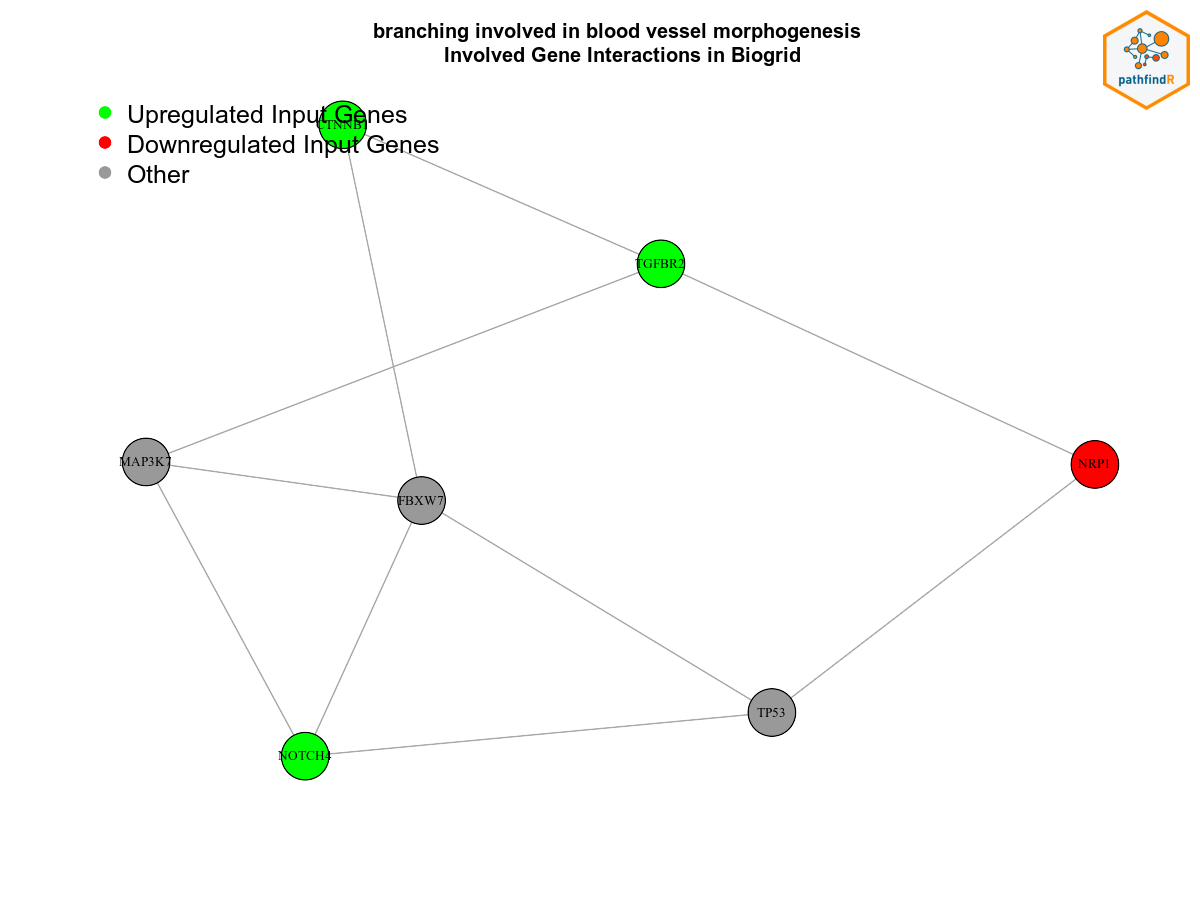 branching involved in blood vessel morphogenesis
Involved Gene Interactions in Biogrid
pathfindR
Upregulated Input Genes
CTNNB1
Downregulated Input Genes
Other
TGFBR2
MAP3K7
NRP1
FBXW7
TP53
NOTCH4